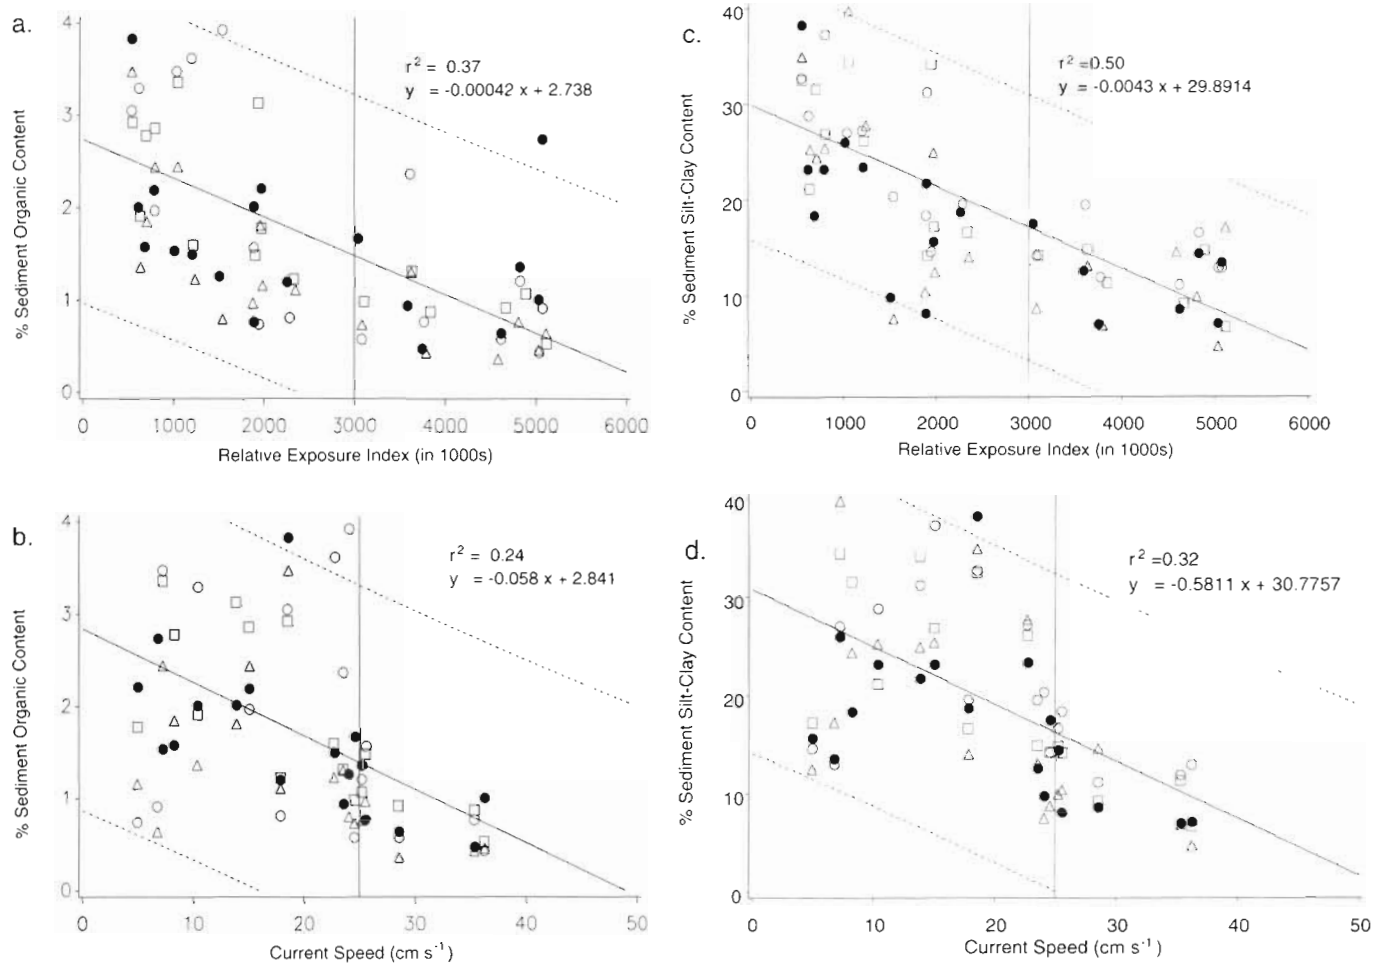 a.
% Sediment Organic Content
4
3
2
1
0
r² = 0.37
y = -0.00042 x + 2.738
0 1000 2000 3000 4000 5000 6000
Relative Exposure Index (in 1000s)
c.
% Sediment Silt-Clay Content
40
30
20
10
0
r² =0.50
y = -0.0043 x + 29.8914
0 1000 2000 3000 4000 5000 6000
Relative Exposure Index (in 1000s)
b.
% Sediment Organic Content
4
3
2
1
0
r² = 0.24
y = -0.058 x + 2.841
0 10 20 30 40 50
Current Speed (cm s⁻¹)
d.
% Sediment Silt-Clay Content
40
30
20
10
0
r² =0.32
y = -0.5811 x + 30.7757
0 10 20 30 40 50
Current Speed (cm s⁻¹ )